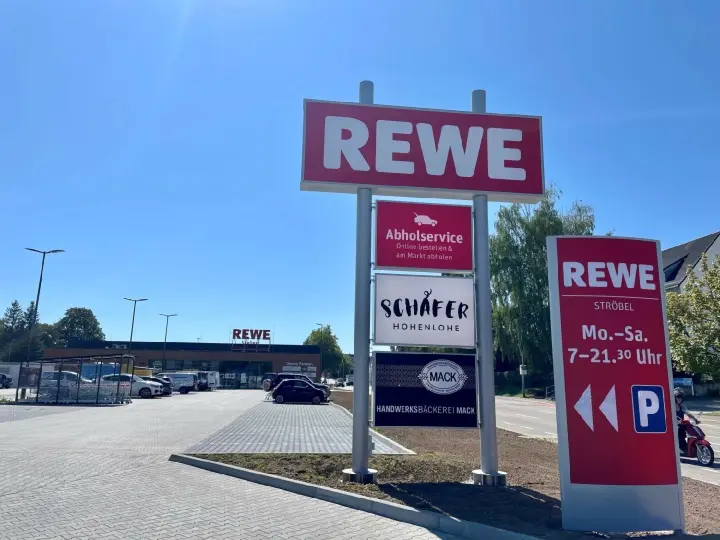 REWE
Abholservice
Online bestellen &
am Markt abholen
SCHÄFER
HOHENLOHE
MACK
HANDWERKSBÄCKEREI MACK
REWE
STRÖBEL
Mo.–Sa.
7–21.30 Uhr
P
REWE